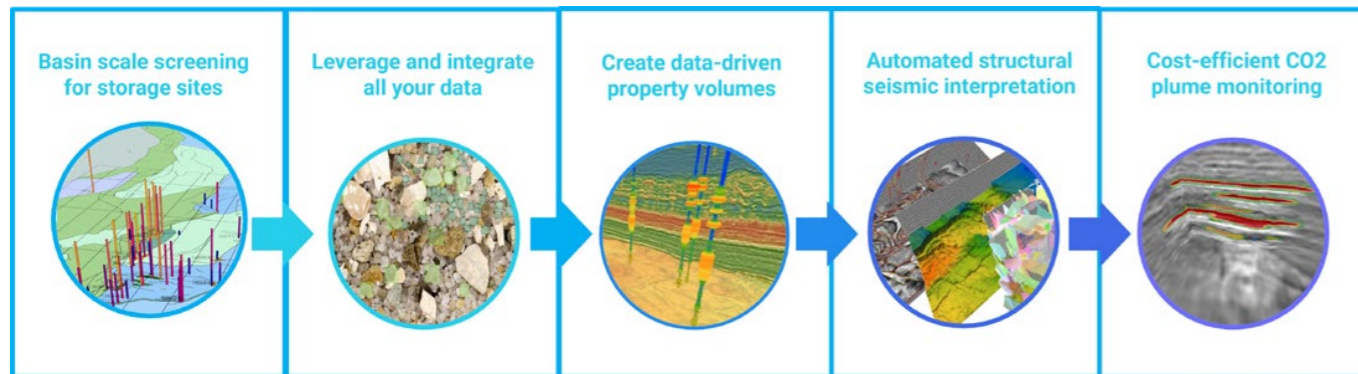 Basin scale screening
for storage sites
Leverage and integrate
all your data
Create data-driven
property volumes
Automated structural
seismic interpretation
Cost-efficient CO2
plume monitoring